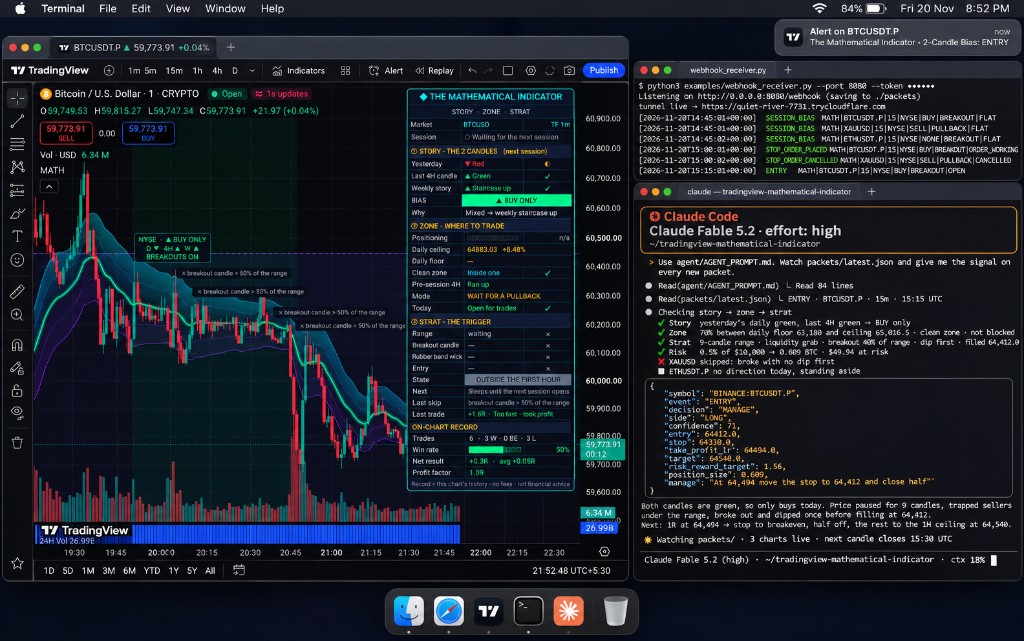 Terminal File Edit View Window Help
84% Fri 20 Nov 8:52 PM
Alert on BTCUSDT.P now
The Mathematical Indicator · 2-Candle Bias: ENTRY
BTCUSDT.P ▲ 59,773.91 +0.04% +
TradingView 1m 5m 15m 1h 4h D Indicators Alert Replay Publish
Bitcoin / U.S. Dollar · 1 · CRYPTO Open 1s updates
O59,749.53 H59,815.27 L59,747.34 C59,773.91 +21.97 (+0.04%)
59,773.91 SELL 0.00 59,773.91 BUY
Vol · USD 6.34 M
MATH
NYSE · ▲ BUY ONLY
D ▼ 4H ▲ W ▲
BREAKOUTS ON
× breakout candle > 50% of the range
× breakout candle > 50% of the range
× breakout candle > 50% of the range
× breakout candle > 50% of the range
◆ THE MATHEMATICAL INDICATOR
STORY · ZONE · STRAT
Market BTCUSD TF 1m
Session Waiting for the next session
① STORY - THE 2 CANDLES (next session)
Yesterday ▼ Red
Last 4H candle ▲ Green ✓
Weekly story ▲ Staircase up ✓
BIAS ▲ BUY ONLY
Why Mixed → weekly staircase up
② ZONE - WHERE TO TRADE
Positioning n/a
Daily ceiling 64883.03 +8.48%
Daily floor —
Clean zone Inside one ✓
Pre-session 4H Ran up
Mode WAIT FOR A PULLBACK
Today Open for trades ✓
③ STRAT - THE TRIGGER
Range waiting ×
Breakout candle — ×
Rubber band wick — ×
Entry — ×
State OUTSIDE THE FIRST HOUR
Next Sleeps until the next session opens
Last skip breakout candle > 50% of the range
Last trade +1.6R · Too fast - took profit
ON-CHART RECORD
Trades 6 · 3 W · 0 BE · 3 L
Win rate 50%
Net result +0.3R · avg +0.05R
Profit factor 1.09
Record = this chart's history - no fees - not financial advice
60,900.00
60,800.00
60,700.00
60,600.00
60,500.00
60,400.00
60,300.00
60,200.00
60,100.00
60,000.00
59,900.00
59,800.00
59,773.91
00:12
59,700.00
59,600.00
6.34 M
26.99B
TradingView
24H Vol 26.99B
19:30 19:45 20:00 20:15 20:30 20:45 21:00 21:15 21:30 21:45 22:00 22:15 22:30
1D 5D 1M 3M 6M YTD 1Y 5Y All
21:52:48 UTC+5:30
webhook_receiver.py +
$ python3 examples/webhook_receiver.py --port 8080 --token ••••••
Listening on http://0.0.0.0:8080/webhook (saving to ./packets)
tunnel live → https://quiet-river-7731.trycloudflare.com
[2026-11-20T14:45:01+00:00] SESSION_BIAS MATH|BTCUSDT.P|15|NYSE|BUY|BREAKOUT|FLAT
[2026-11-20T14:45:01+00:00] SESSION_BIAS MATH|XAUUSD|15|NYSE|SELL|PULLBACK|FLAT
[2026-11-20T14:45:02+00:00] SESSION_BIAS MATH|ETHUSDT.P|15|NYSE|NONE|BREAKOUT|FLAT
[2026-11-20T15:00:01+00:00] STOP_ORDER_PLACED MATH|BTCUSDT.P|15|NYSE|BUY|BREAKOUT|ORDER_WORKING
[2026-11-20T15:00:02+00:00] STOP_ORDER_CANCELLED MATH|XAUUSD|15|NYSE|SELL|PULLBACK|CANCELLED
[2026-11-20T15:15:01+00:00] ENTRY MATH|BTCUSDT.P|15|NYSE|BUY|BREAKOUT|OPEN
claude — tradingview-mathematical-indicator +
Claude Code
Claude Fable 5.2 · effort: high
~/tradingview-mathematical-indicator
> Use agent/AGENT_PROMPT.md. Watch packets/latest.json and give me the signal on
every new packet.
● Read(agent/AGENT_PROMPT.md) └ Read 84 lines
● Read(packets/latest.json) └ ENTRY · BTCUSDT.P · 15m · 15:15 UTC
● Checking story → zone → strat
✓ Story yesterday's daily green, last 4H green → BUY only
✓ Zone 70% between daily floor 63,180 and ceiling 65,016.5 · clean zone · not blocked
✓ Strat 9-candle range · liquidity grab · breakout 40% of range · dip first · filled 64,412.0
✓ Risk 0.5% of $10,000 → 0.609 BTC · $49.94 at risk
✗ XAUUSD skipped: broke with no dip first
■ ETHUSDT.P no direction today, standing aside
{
"symbol": "BINANCE:BTCUSDT.P",
"event": "ENTRY",
"decision": "MANAGE",
"side": "LONG",
"confidence": 71,
"entry": 64412.0,
"stop": 64330.0,
"take_profit_1r": 64494.0,
"target": 64540.0,
"risk_reward_target": 1.56,
"position_size": 0.609,
"manage": "At 64,494 move the stop to 64,412 and close half"
}
Both candles are green, so only buys today. Price paused for 9 candles, trapped sellers
under the range, broke out and dipped once before filling at 64,412.
Next: 1R at 64,494 → stop to breakeven, half off, the rest to the 1H ceiling at 64,540.
Watching packets/ · 3 charts live · next candle closes 15:30 UTC
Claude Fable 5.2 (high) · ~/tradingview-mathematical-indicator · ctx 18%